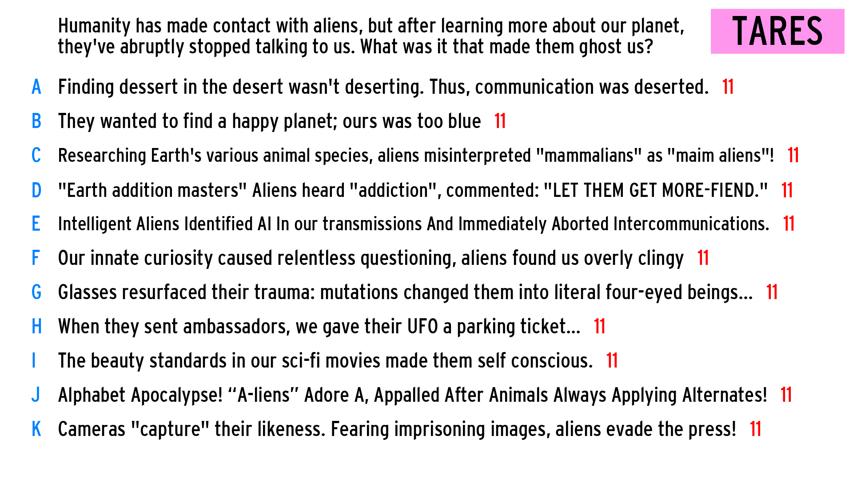 Humanity has made contact with aliens, but after learning more about our planet,
they've abruptly stopped talking to us. What was it that made them ghost us?
TARES
A Finding dessert in the desert wasn't deserting. Thus, communication was deserted. 11
B They wanted to find a happy planet; ours was too blue 11
C Researching Earth's various animal species, aliens misinterpreted "mammalians" as "maim aliens"! 11
D "Earth addition masters" Aliens heard "addiction", commented: "LET THEM GET MORE-FIEND." 11
E Intelligent Aliens Identified AI In our transmissions And Immediately Aborted Intercommunications. 11
F Our innate curiosity caused relentless questioning, aliens found us overly clingy 11
G Glasses resurfaced their trauma: mutations changed them into literal four-eyed beings... 11
H When they sent ambassadors, we gave their UFO a parking ticket... 11
I The beauty standards in our sci-fi movies made them self conscious. 11
J Alphabet Apocalypse! “A-liens” Adore A, Appalled After Animals Always Applying Alternates! 11
K Cameras "capture" their likeness. Fearing imprisoning images, aliens evade the press! 11